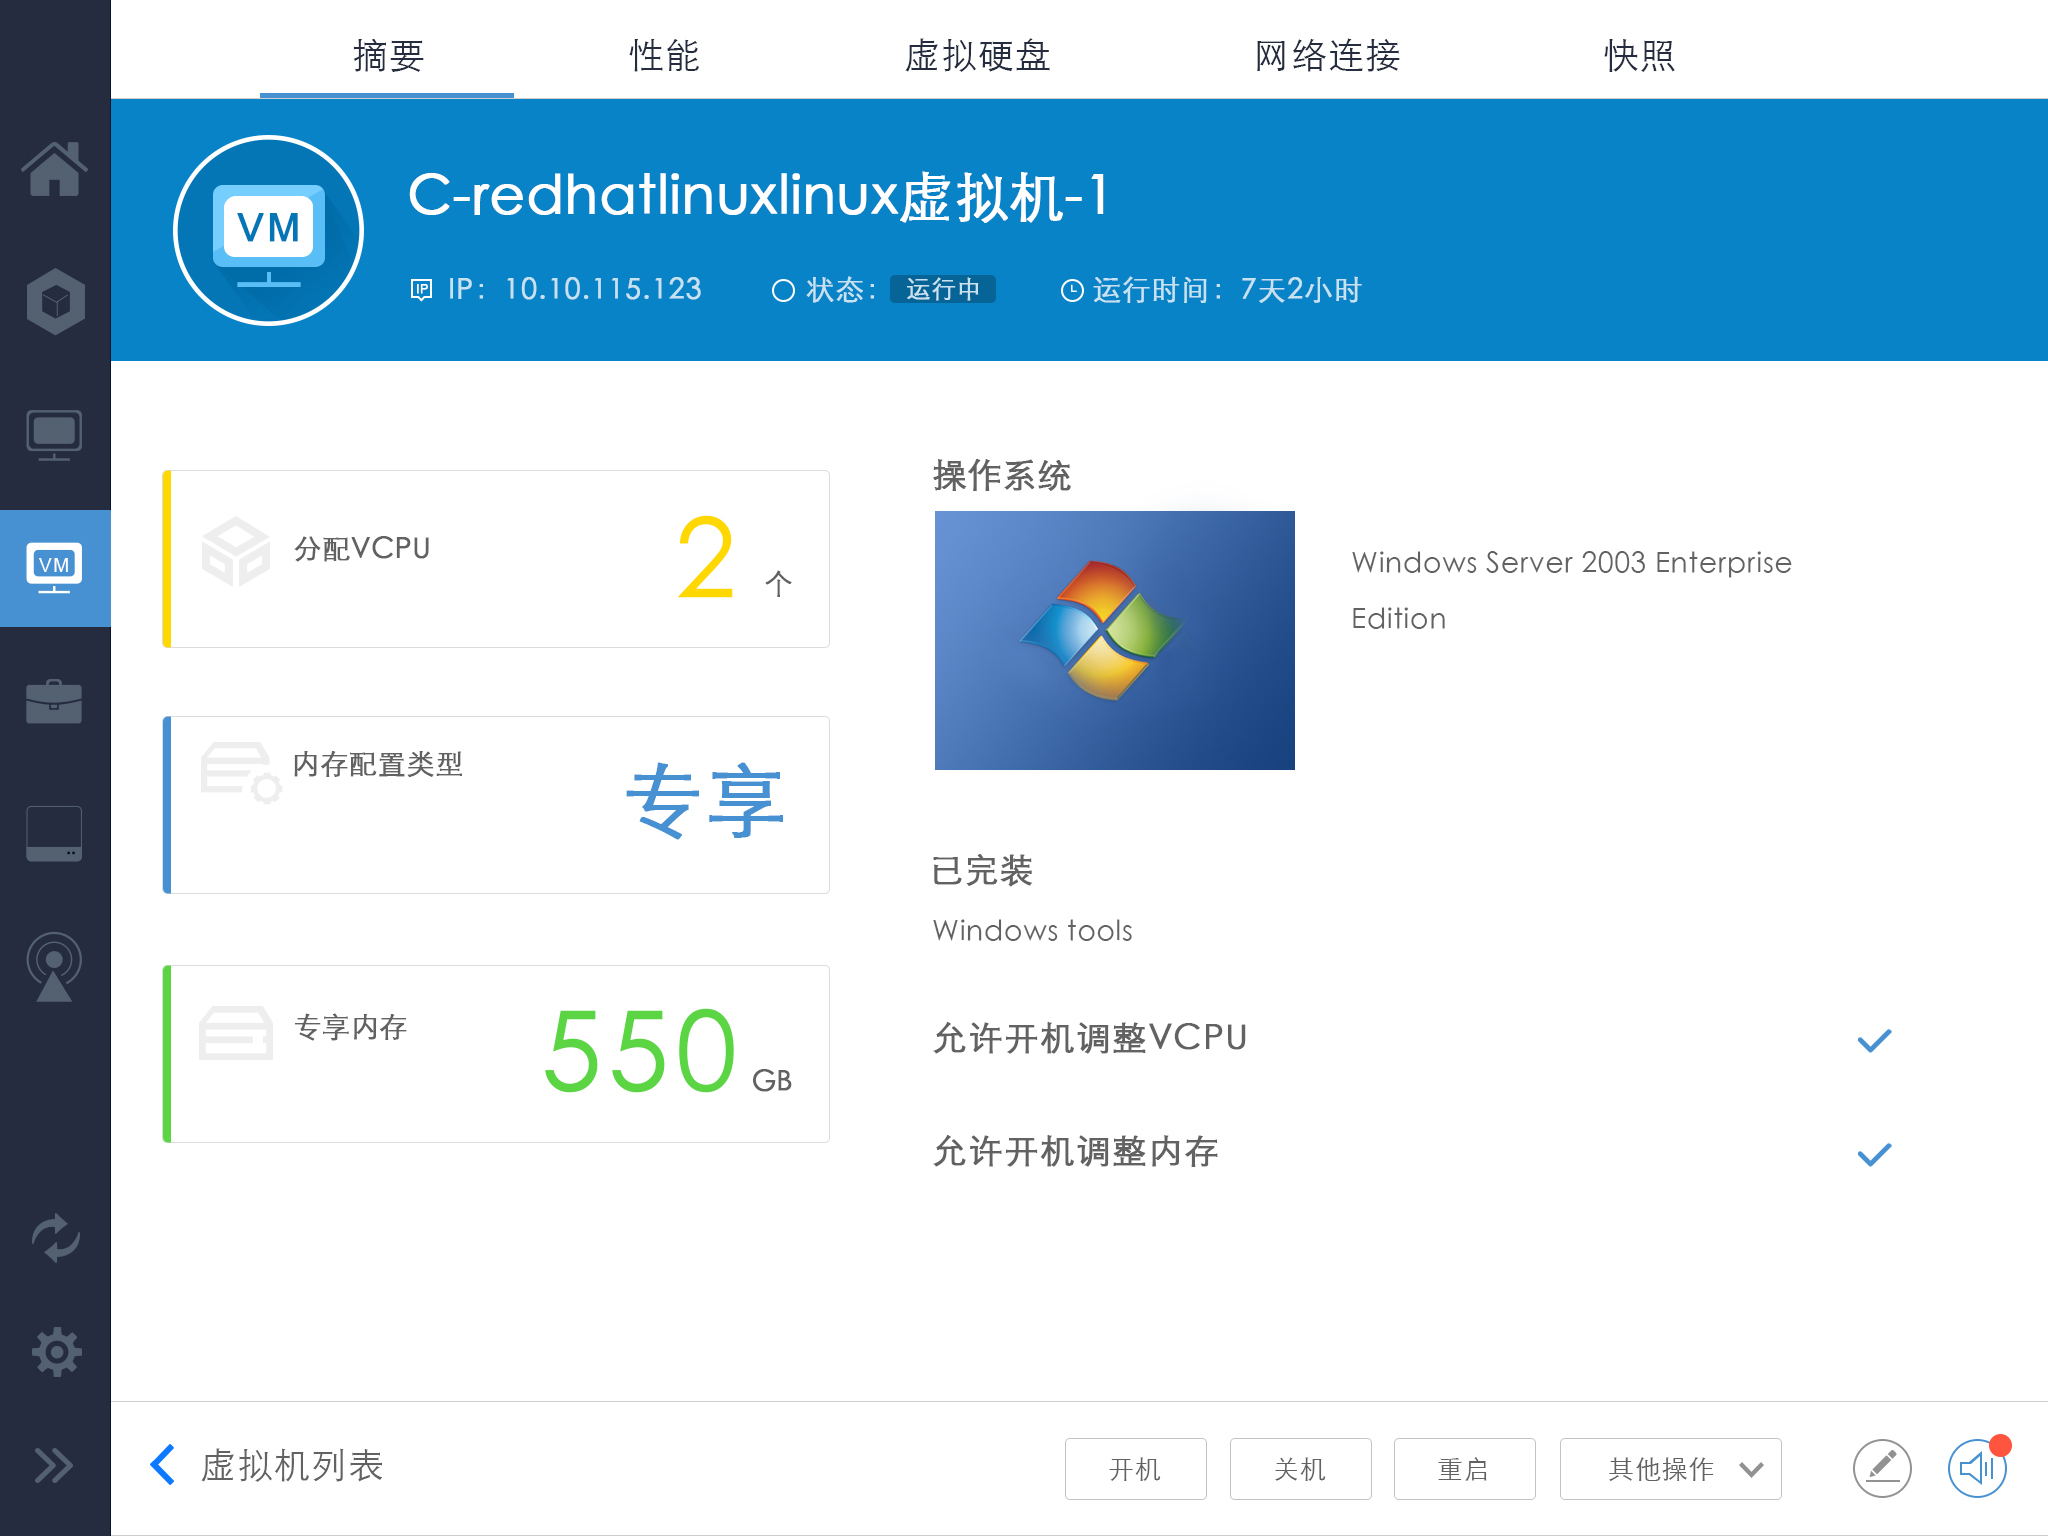 摘要
性能
虚拟硬盘
网络连接
快照
VM
C-redhatlinuxlinux虚拟机-1
IP IP：10.10.115.123
状态：运行中
运行时间：7天2小时
VM
分配VCPU
2 个
内存配置类型
专享
专享内存
550 GB
操作系统
Windows Server 2003 Enterprise
Edition
已完装
Windows tools
允许开机调整VCPU
允许开机调整内存
虚拟机列表
开机
关机
重启
其他操作